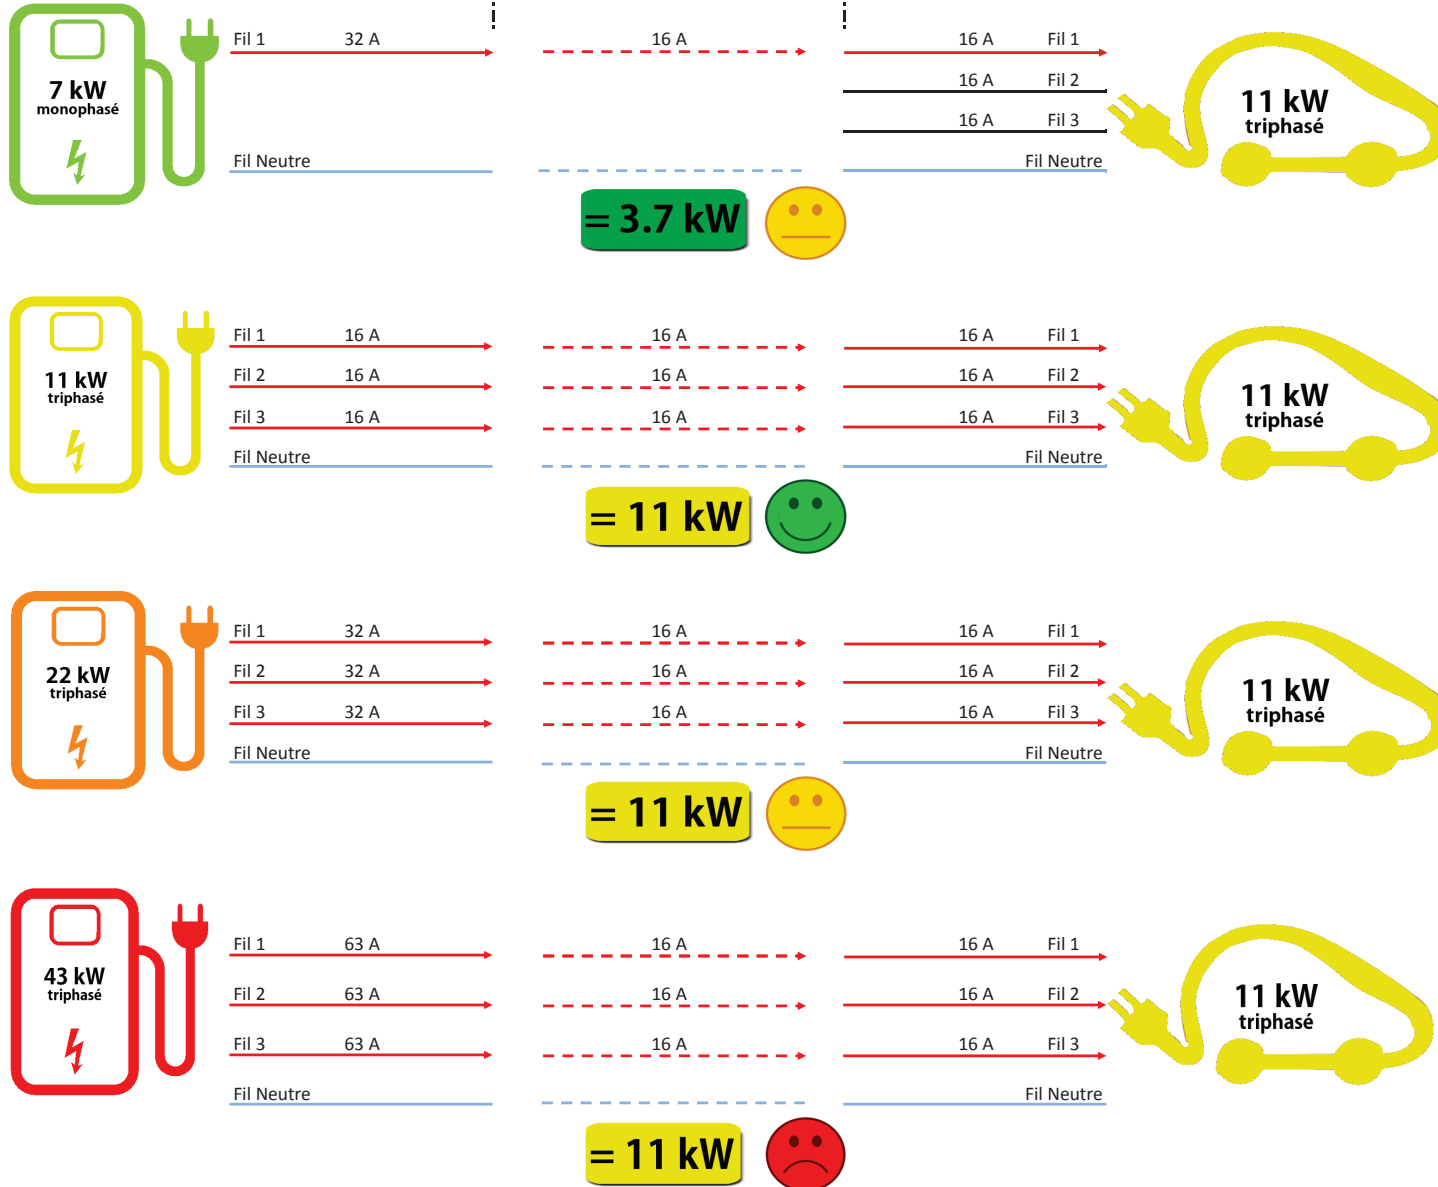 Fil 1 32 A 16 A 16 A Fil 1
7 kW
monophasé
16 A Fil 2
11 kW
triphasé
16 A Fil 3
Fil Neutre Fil Neutre
= 3.7 kW
Fil 1 16 A 16 A 16 A Fil 1
11 kW
triphasé
Fil 2 16 A 16 A 16 A Fil 2
11 kW
triphasé
Fil 3 16 A 16 A 16 A Fil 3
Fil Neutre Fil Neutre
= 11 kW
Fil 1 32 A 16 A 16 A Fil 1
22 kW
triphasé
Fil 2 32 A 16 A 16 A Fil 2
11 kW
triphasé
Fil 3 32 A 16 A 16 A Fil 3
Fil Neutre Fil Neutre
= 11 kW
Fil 1 63 A 16 A 16 A Fil 1
43 kW
triphasé
Fil 2 63 A 16 A 16 A Fil 2
11 kW
triphasé
Fil 3 63 A 16 A 16 A Fil 3
Fil Neutre Fil Neutre
= 11 kW